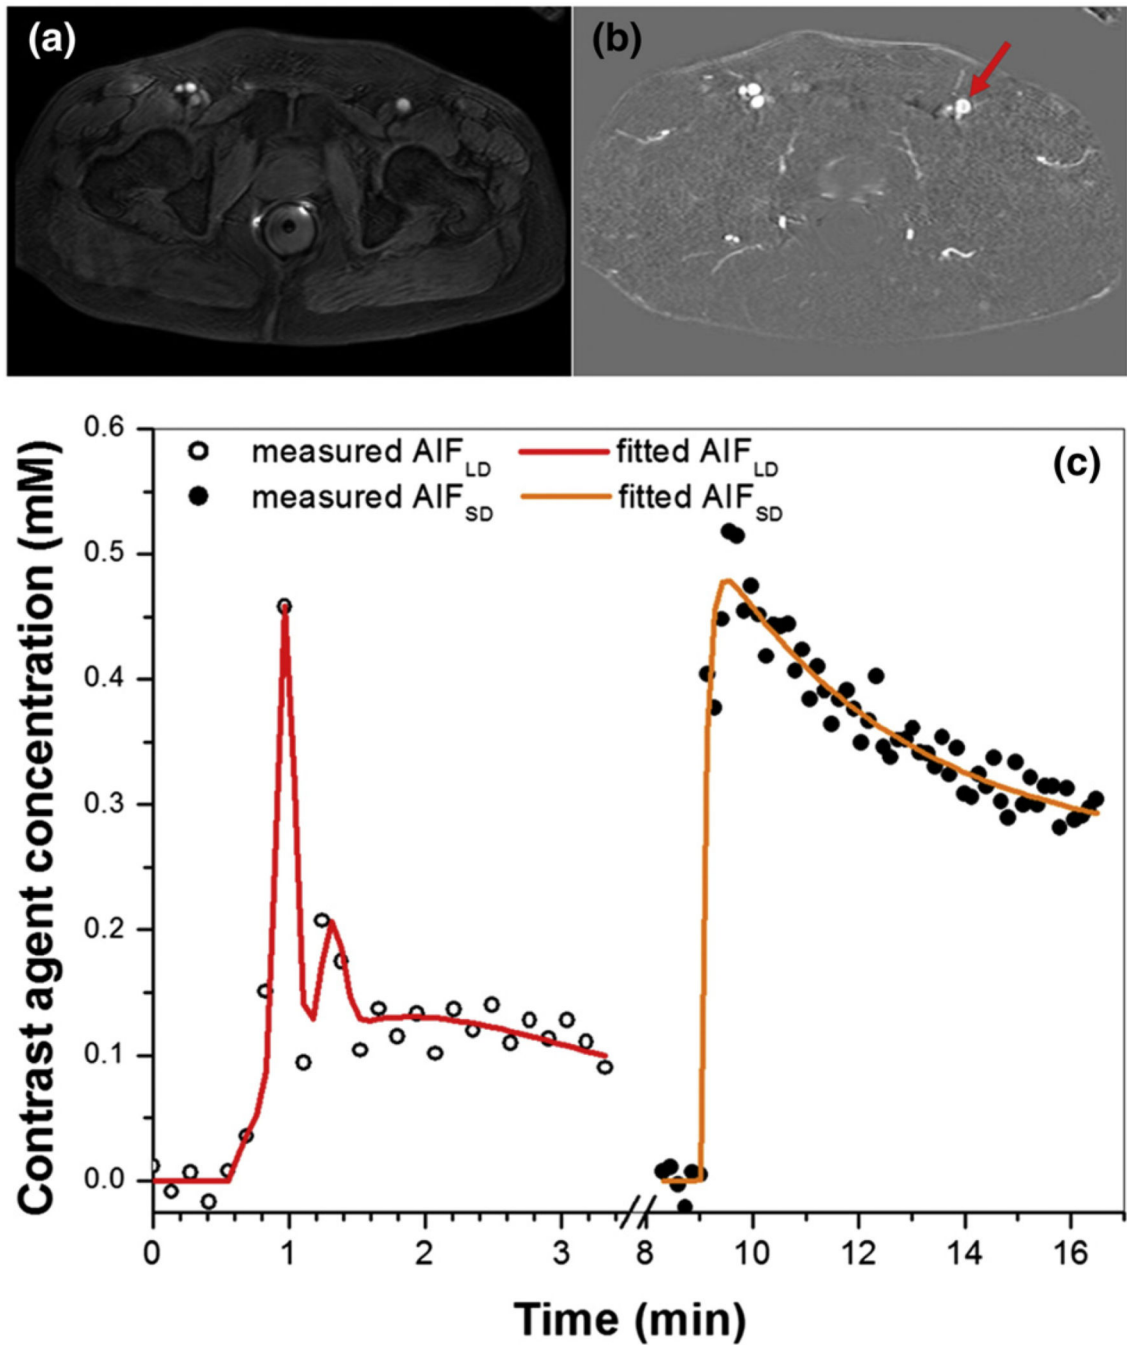 (a)
(b)
0.6
0.5
0.4
0.3
0.2
0.1
0.0
Contrast agent concentration (mM)
measured AIF_LD fitted AIF_LD
measured AIF_SD fitted AIF_SD
(c)
0 1 2 3 8 10 12 14 16
Time (min)